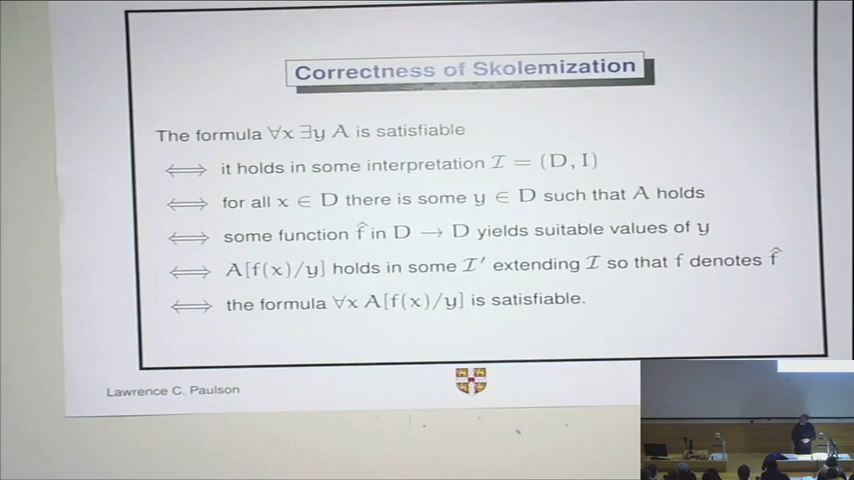 Correctness of Skolemization
The formula ∀x ∃y A is satisfiable
⟺ it holds in some interpretation ℐ = (D, I)
⟺ for all x ∈ D there is some y ∈ D such that A holds
⟺ some function f̂ in D → D yields suitable values of y
⟺ A[f(x)/y] holds in some ℐ′ extending ℐ so that f denotes f̂
⟺ the formula ∀x A[f(x)/y] is satisfiable.
Lawrence C. Paulson